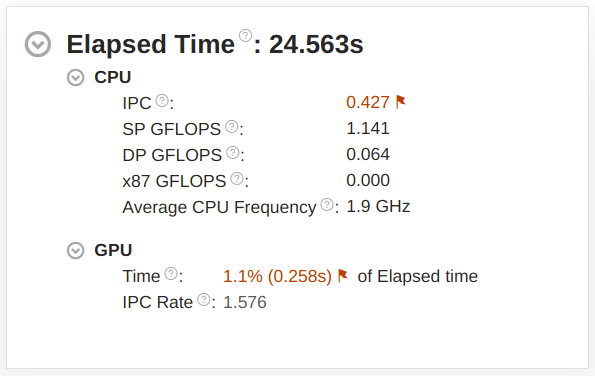 Elapsed Time ?: 24.563s
CPU
IPC ?: 0.427
SP GFLOPS ?: 1.141
DP GFLOPS ?: 0.064
x87 GFLOPS ?: 0.000
Average CPU Frequency ?: 1.9 GHz
GPU
Time ?: 1.1% (0.258s) of Elapsed time
IPC Rate ?: 1.576